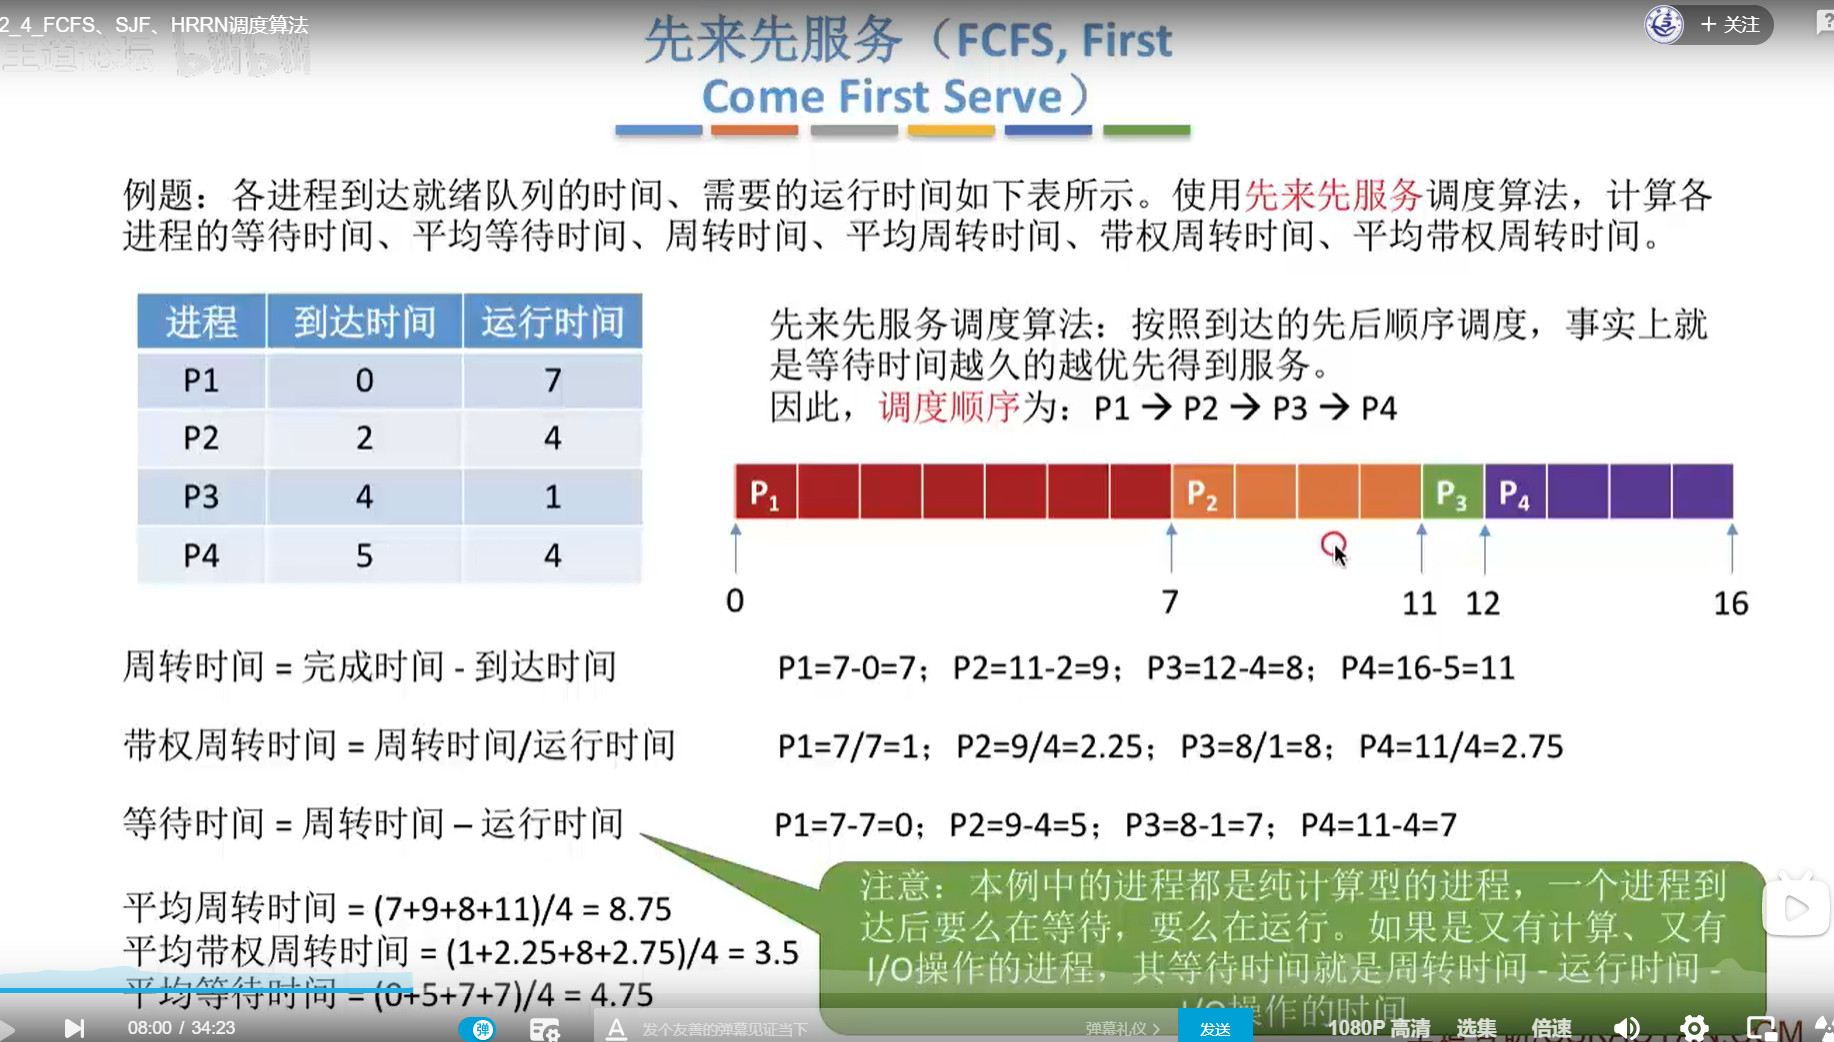 2_4_FCFS、SJF、HRRN调度算法
王道论坛 bilibili
+ 关注
先来先服务（FCFS, First
Come First Serve）
例题：各进程到达就绪队列的时间、需要的运行时间如下表所示。使用先来先服务调度算法，计算各
进程的等待时间、平均等待时间、周转时间、平均周转时间、带权周转时间、平均带权周转时间。
进程 到达时间 运行时间
P1 0 7
P2 2 4
P3 4 1
P4 5 4
先来先服务调度算法：按照到达的先后顺序调度，事实上就
是等待时间越久的越优先得到服务。
因此，调度顺序为：P1 → P2 → P3 → P4
P1 P2 P3 P4
0 7 11 12 16
周转时间 = 完成时间 - 到达时间
P1=7-0=7；P2=11-2=9；P3=12-4=8；P4=16-5=11
带权周转时间 = 周转时间/运行时间
P1=7/7=1；P2=9/4=2.25；P3=8/1=8；P4=11/4=2.75
等待时间 = 周转时间 – 运行时间
P1=7-7=0；P2=9-4=5；P3=8-1=7；P4=11-4=7
平均周转时间 = (7+9+8+11)/4 = 8.75
平均带权周转时间 = (1+2.25+8+2.75)/4 = 3.5
平均等待时间 = (0+5+7+7)/4 = 4.75
注意：本例中的进程都是纯计算型的进程，一个进程到
达后要么在等待，要么在运行。如果是又有计算、又有
I/O操作的进程，其等待时间就是周转时间 - 运行时间 -
I/O操作的时间
08:00 / 34:23
弹
发个友善的弹幕见证当下
弹幕礼仪 >
发送
1080P 高清
选集
倍速